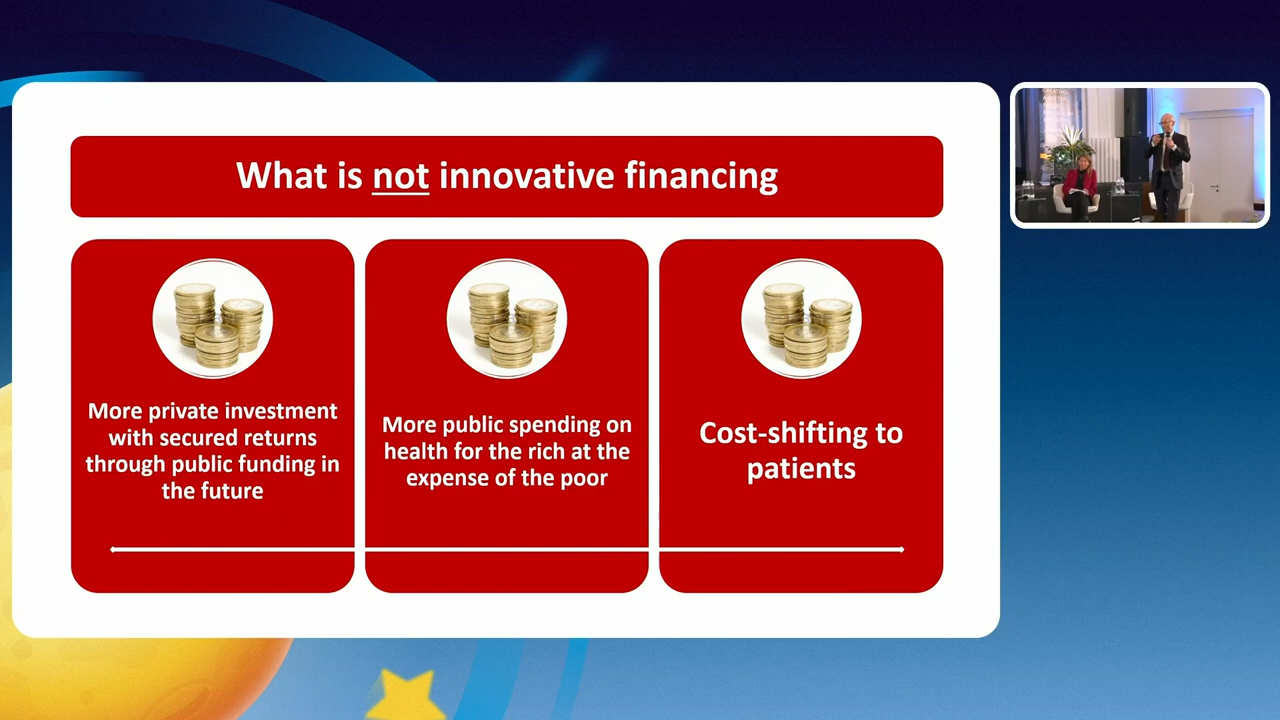 What is not innovative financing
More private investment
with secured returns
through public funding in
the future
More public spending on
health for the rich at the
expense of the poor
Cost-shifting to
patients